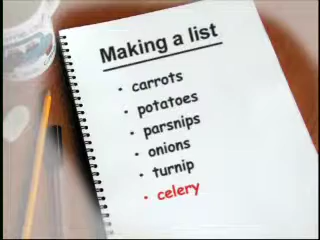 Making a list
• carrots
• potatoes
• parsnips
• onions
• turnip
• celery